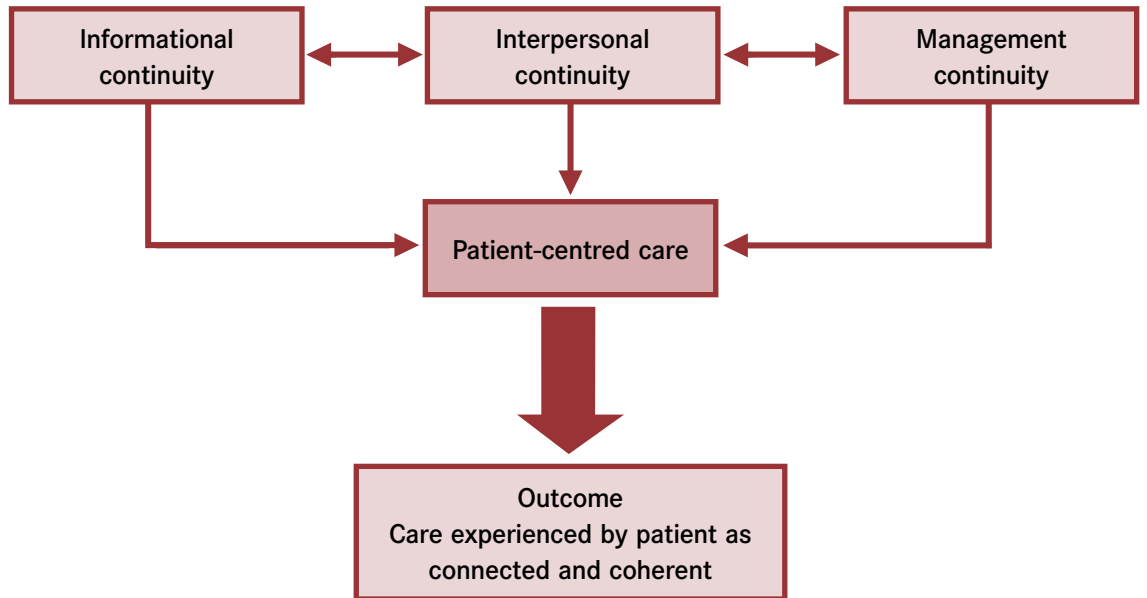 Informational
continuity
Interpersonal
continuity
Management
continuity
Patient-centred care
Outcome
Care experienced by patient as
connected and coherent